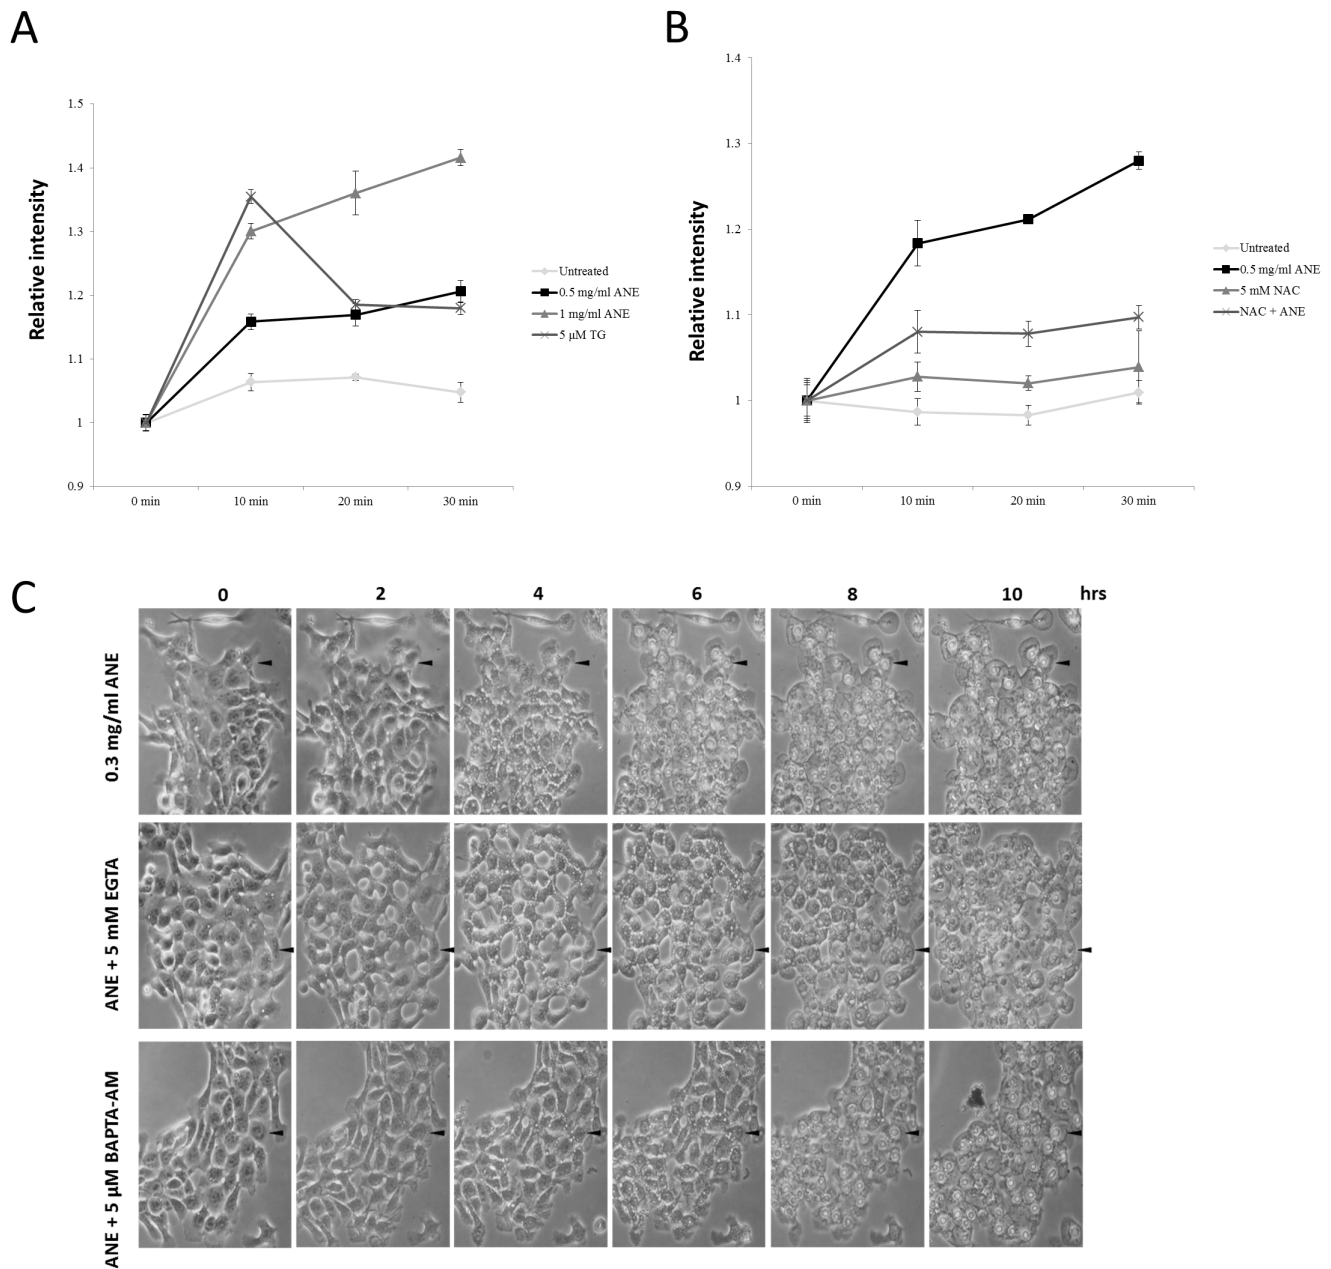 A
B
1.5
1.4
1.3
1.2
1.1
1
0.9
Relative intensity
0 min
10 min
20 min
30 min
Untreated
0.5 mg/ml ANE
1 mg/ml ANE
5 µM TG
1.4
1.3
1.2
1.1
1
0.9
Relative intensity
0 min
10 min
20 min
30 min
Untreated
0.5 mg/ml ANE
5 mM NAC
NAC + ANE
C
0 2 4 6 8 10 hrs
0.3 mg/ml ANE
ANE + 5 mM EGTA
ANE + 5 µM BAPTA-AM